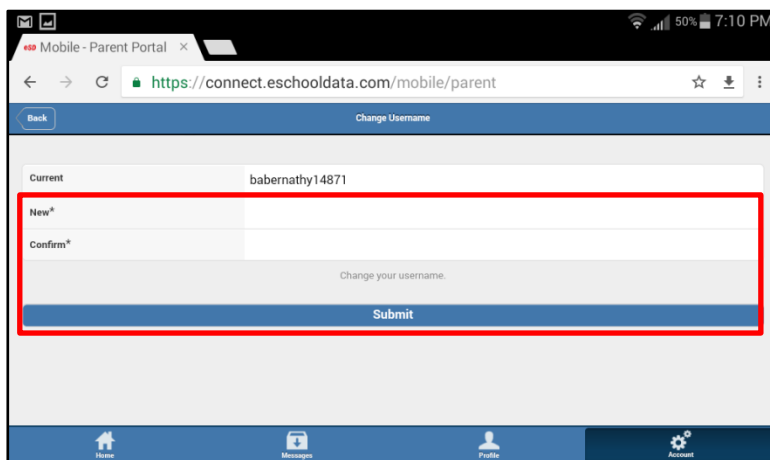 50% 7:10 PM
eSD Mobile - Parent Portal ×
https://connect.eschooldata.com/mobile/parent
Back Change Username
Current babernathy14871
New*
Confirm*
Change your username.
Submit
Home Messages Profile Account